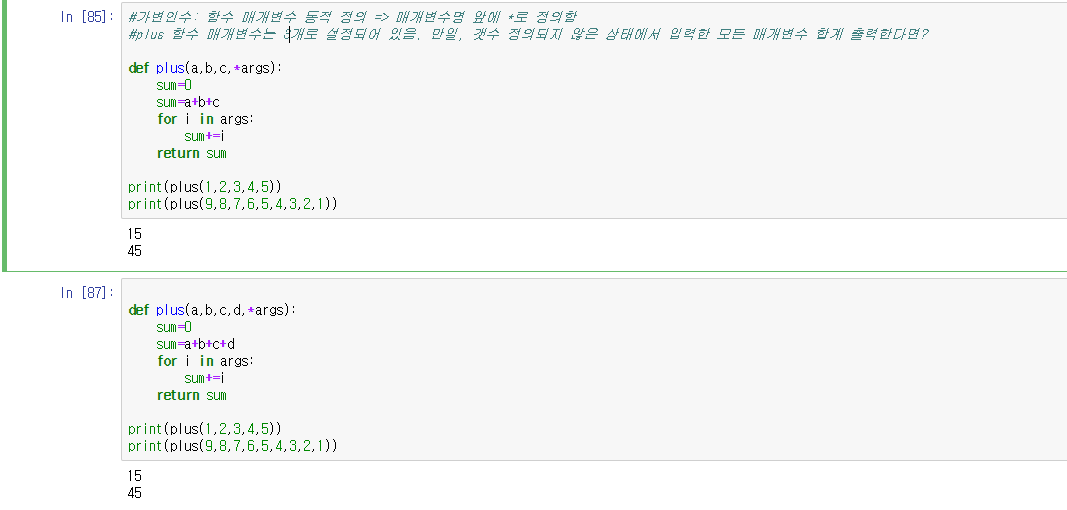 In [85]:
#가변인수: 함수 매개변수 동적 정의 => 매개변수명 앞에 *로 정의함
#plus 함수 매개변수는 3개로 설정되어 있음. 만일, 갯수 정의되지 않은 상태에서 입력한 모든 매개변수 합계 출력한다면?
def plus(a,b,c,*args):
sum=0
sum=a+b+c
for i in args:
sum+=i
return sum
print(plus(1,2,3,4,5))
print(plus(9,8,7,6,5,4,3,2,1))
15
45
In [87]:
def plus(a,b,c,d,*args):
sum=0
sum=a+b+c+d
for i in args:
sum+=i
return sum
print(plus(1,2,3,4,5))
print(plus(9,8,7,6,5,4,3,2,1))
15
45